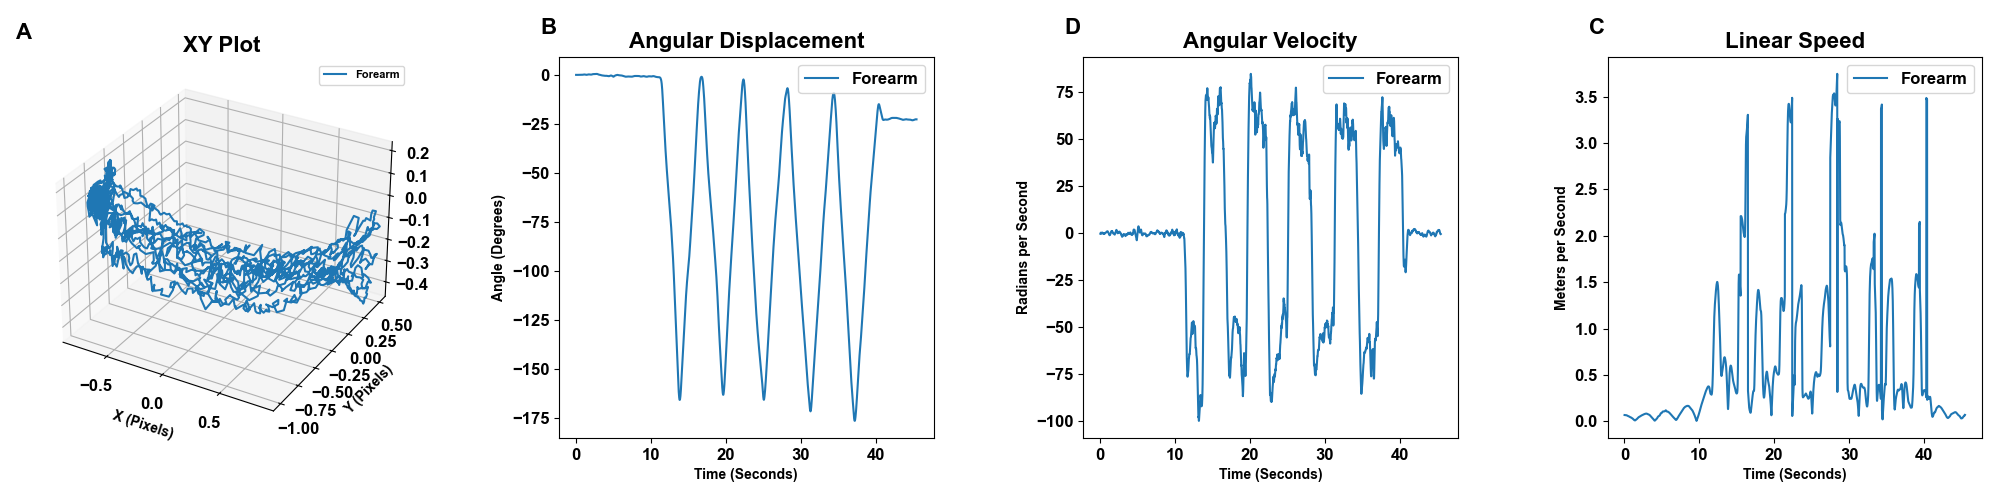 A
XY Plot
Forearm
0.2
0.1
0.0
−0.1
−0.2
−0.3
−0.4
0.50
0.25
0.00
−0.25
−0.50
−0.75
−1.00
Y (Pixels)
−0.5
0.0
0.5
X (Pixels)
B
Angular Displacement
Forearm
0
−25
−50
−75
−100
−125
−150
−175
Angle (Degrees)
0 10 20 30 40
Time (Seconds)
D
Angular Velocity
Forearm
75
50
25
0
−25
−50
−75
−100
Radians per Second
0 10 20 30 40
Time (Seconds)
C
Linear Speed
Forearm
3.5
3.0
2.5
2.0
1.5
1.0
0.5
0.0
Meters per Second
0 10 20 30 40
Time (Seconds)